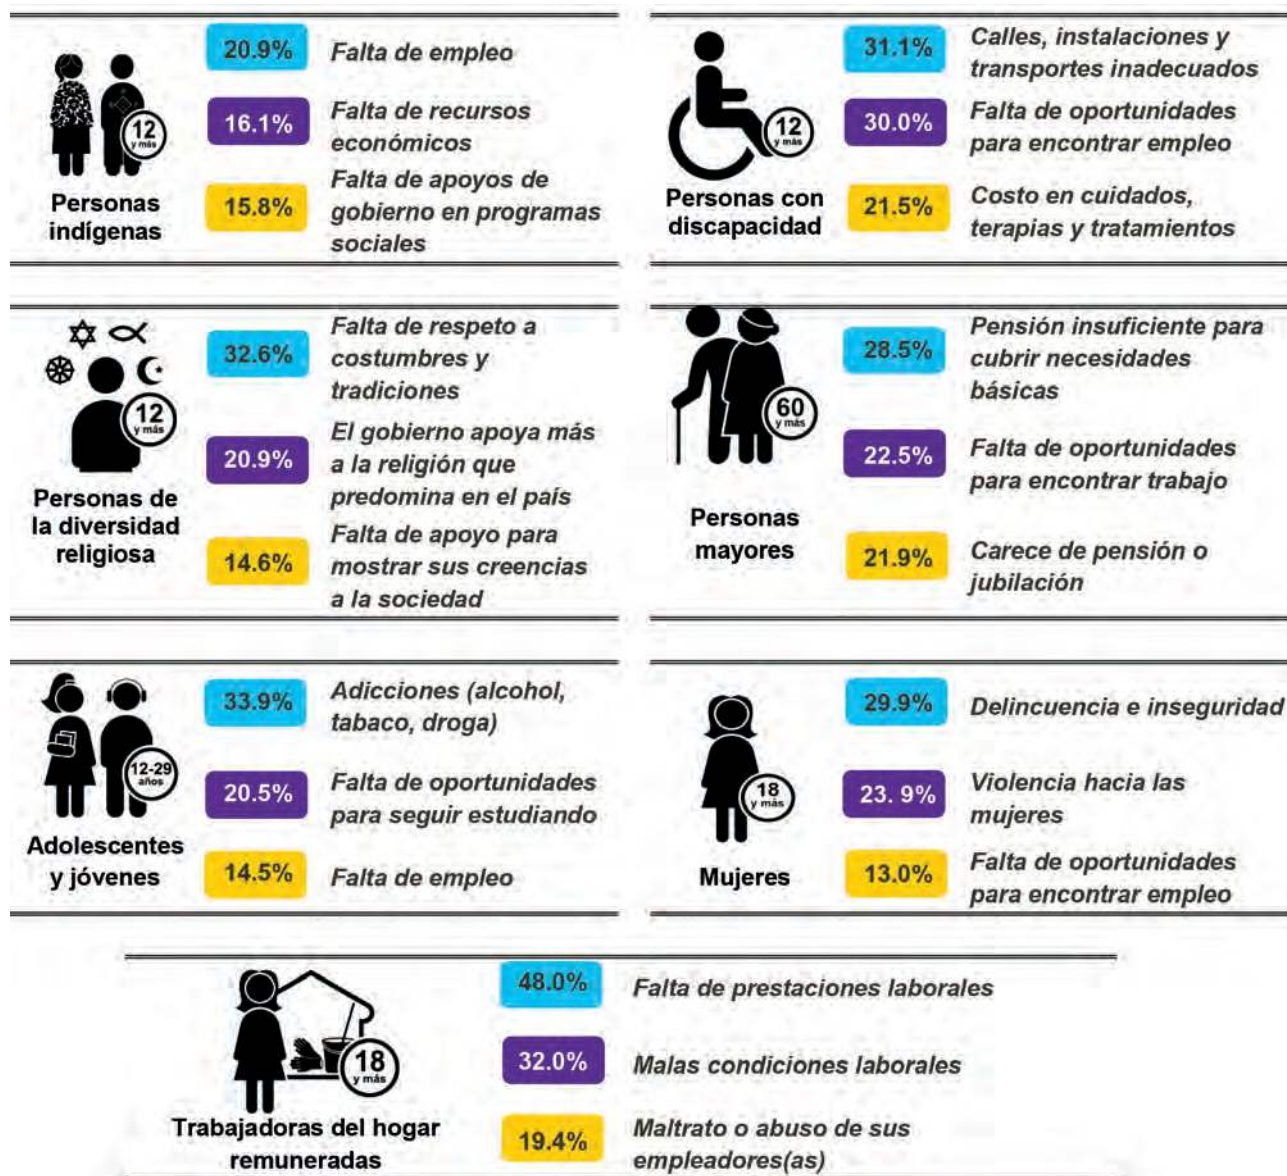 20.9%
Falta de empleo
16.1%
Falta de recursos
económicos
15.8%
Falta de apoyos de
gobierno en programas
sociales
12
y más
Personas
indígenas
31.1%
Calles, instalaciones y
transportes inadecuados
30.0%
Falta de oportunidades
para encontrar empleo
21.5%
Costo en cuidados,
terapias y tratamientos
12
y más
Personas con
discapacidad
32.6%
Falta de respeto a
costumbres y
tradiciones
20.9%
El gobierno apoya más
a la religión que
predomina en el país
14.6%
Falta de apoyo para
mostrar sus creencias
a la sociedad
12
y más
Personas de
la diversidad
religiosa
28.5%
Pensión insuficiente para
cubrir necesidades
básicas
22.5%
Falta de oportunidades
para encontrar trabajo
21.9%
Carece de pensión o
jubilación
60
y más
Personas
mayores
33.9%
Adicciones (alcohol,
tabaco, droga)
20.5%
Falta de oportunidades
para seguir estudiando
14.5%
Falta de empleo
12-29
años
Adolescentes
y jóvenes
29.9%
Delincuencia e inseguridad
23. 9%
Violencia hacia las
mujeres
13.0%
Falta de oportunidades
para encontrar empleo
18
y más
Mujeres
48.0%
Falta de prestaciones laborales
32.0%
Malas condiciones laborales
19.4%
Maltrato o abuso de sus
empleadores(as)
18
y más
Trabajadoras del hogar
remuneradas